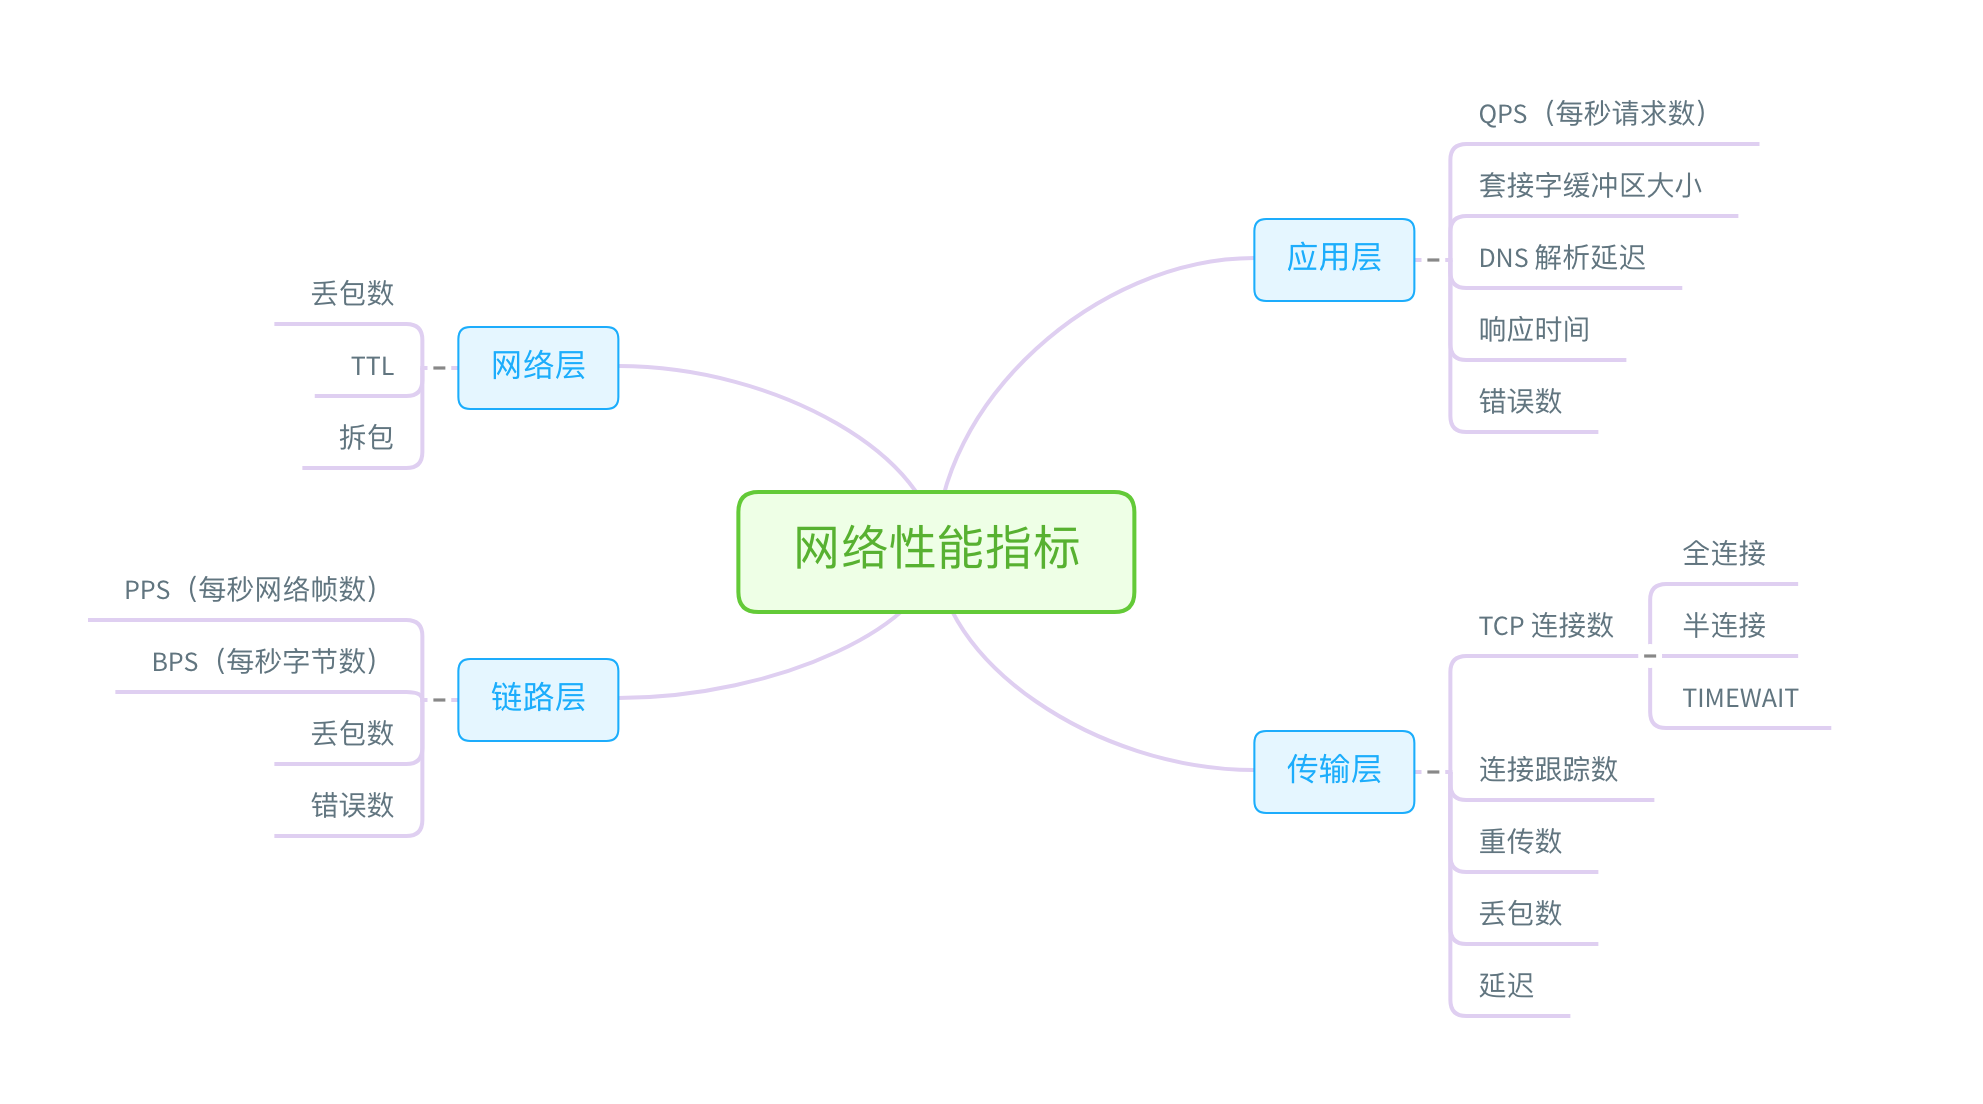 网络性能指标
应用层
QPS（每秒请求数）
套接字缓冲区大小
DNS 解析延迟
响应时间
错误数
传输层
TCP 连接数
全连接
半连接
TIMEWAIT
连接跟踪数
重传数
丢包数
延迟
网络层
丢包数
TTL
拆包
链路层
PPS（每秒网络帧数）
BPS（每秒字节数）
丢包数
错误数